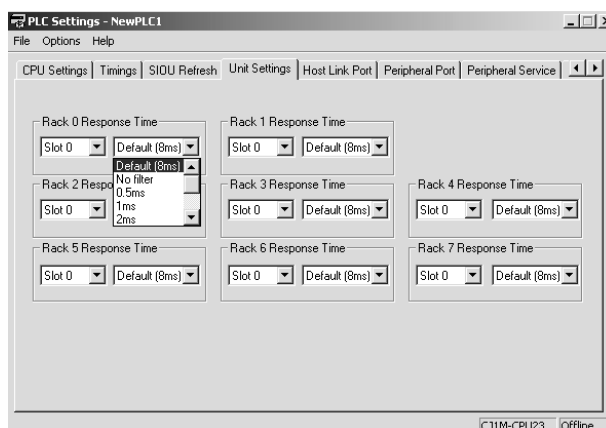 PLC Settings - NewPLC1
File Options Help
CPU Settings Timings SIOU Refresh Unit Settings Host Link Port Peripheral Port Peripheral Service
Rack 0 Response Time Rack 1 Response Time
Slot 0 Default (8ms) Slot 0 Default (8ms)
Default (8ms)
No filter
0.5ms
1ms
2ms
Rack 2 Respo Rack 3 Response Time Rack 4 Response Time
Slot 0 Slot 0 Default (8ms) Slot 0 Default (8ms)
Rack 5 Response Time Rack 6 Response Time Rack 7 Response Time
Slot 0 Default (8ms) Slot 0 Default (8ms) Slot 0 Default (8ms)
CJ1M-CPU23 Offline